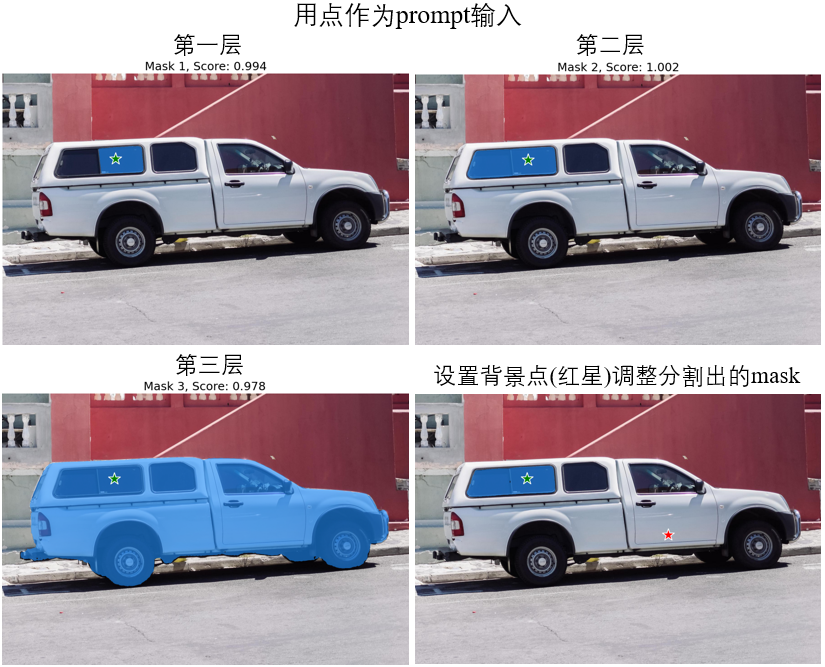 用点作为prompt输入
第一层
Mask 1, Score: 0.994
第二层
Mask 2, Score: 1.002
第三层
Mask 3, Score: 0.978
设置背景点(红星)调整分割出的mask